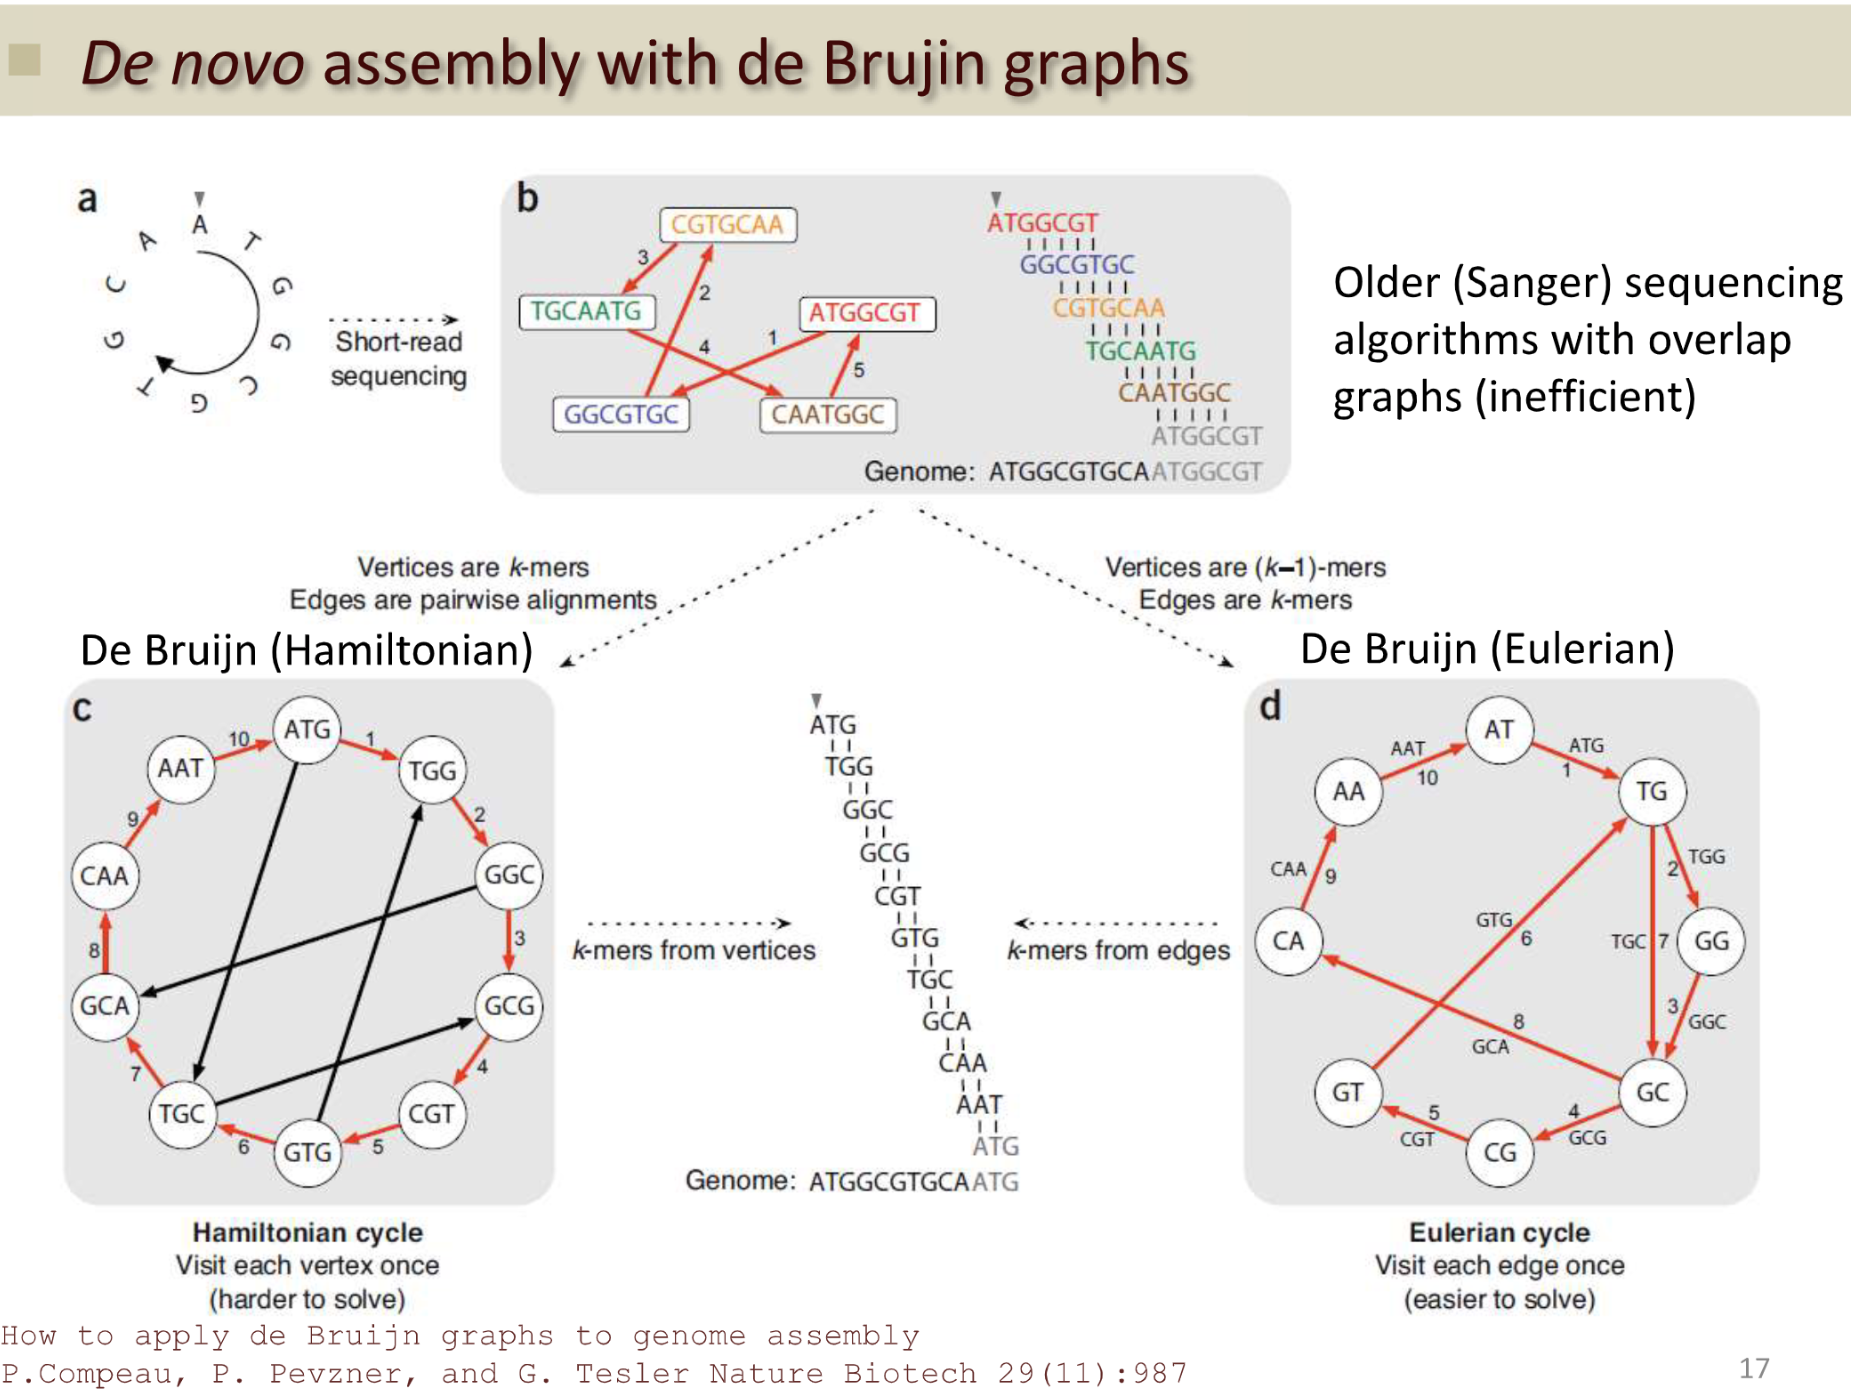 De novo assembly with de Brujin graphs
a
A
T
G
G
C
G
T
G
C
A
Short-read
sequencing
b
CGTGCAA
TGCAATG
ATGGCGT
GGCGTGC
CAATGGC
3
2
1
4
5
ATGGCGT
GGCGTGC
CGTGCAA
TGCAATG
CAATGGC
ATGGCGT
Genome: ATGGCGTGCAATGGCGT
Older (Sanger) sequencing
algorithms with overlap
graphs (inefficient)
Vertices are k-mers
Edges are pairwise alignments
Vertices are (k–1)-mers
Edges are k-mers
De Bruijn (Hamiltonian)
De Bruijn (Eulerian)
c
ATG
TGG
GGC
GCG
CGT
GTG
TGC
GCA
CAA
AAT
1
2
3
4
5
6
7
8
9
10
k-mers from vertices
ATG
TGG
GGC
GCG
CGT
GTG
TGC
GCA
CAA
AAT
ATG
Genome: ATGGCGTGCAATG
k-mers from edges
d
AT
TG
GG
GC
CG
GT
CA
AA
ATG
1
TGG
2
GGC
3
GCG
4
CGT
5
GTG
6
TGC 7
GCA
8
CAA
9
AAT
10
Hamiltonian cycle
Visit each vertex once
(harder to solve)
Eulerian cycle
Visit each edge once
(easier to solve)
How to apply de Bruijn graphs to genome assembly
P.Compeau, P. Pevzner, and G. Tesler Nature Biotech 29(11):987
17